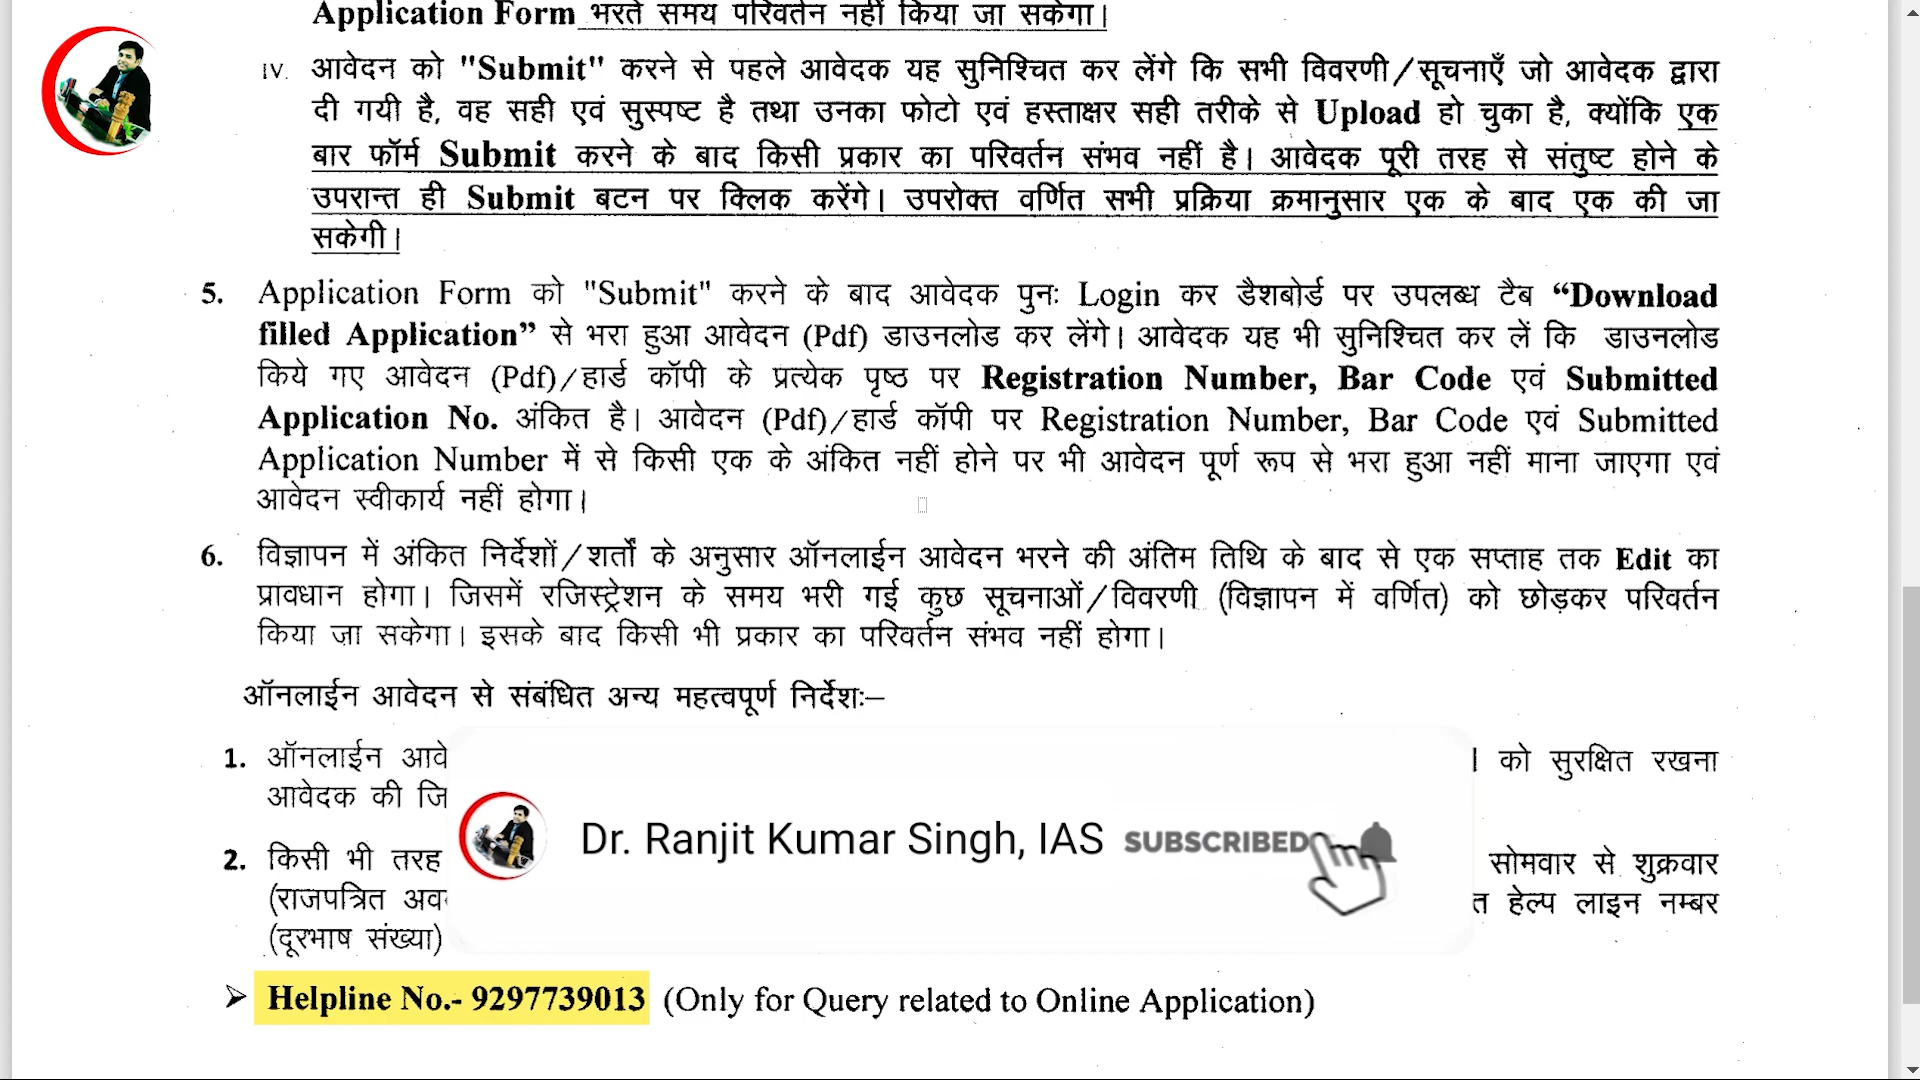 Application Form भरते समय परिवर्तन नहीं किया जा सकेगा।
iv. आवेदन को "Submit" करने से पहले आवेदक यह सुनिश्चित कर लेंगे कि सभी विवरणी/सूचनाएँ जो आवेदक द्वारा
दी गयी है, वह सही एवं सुस्पष्ट है तथा उनका फोटो एवं हस्ताक्षर सही तरीके से Upload हो चुका है, क्योंकि एक
बार फॉर्म Submit करने के बाद किसी प्रकार का परिवर्तन संभव नहीं है। आवेदक पूरी तरह से संतुष्ट होने के
उपरान्त ही Submit बटन पर क्लिक करेंगे। उपरोक्त वर्णित सभी प्रक्रिया क्रमानुसार एक के बाद एक की जा
सकेगी।
5. Application Form को "Submit" करने के बाद आवेदक पुनः Login कर डैशबोर्ड पर उपलब्ध टैब “Download
filled Application” से भरा हुआ आवेदन (Pdf) डाउनलोड कर लेंगे। आवेदक यह भी सुनिश्चित कर लें कि डाउनलोड
किये गए आवेदन (Pdf)/हार्ड कॉपी के प्रत्येक पृष्ठ पर Registration Number, Bar Code एवं Submitted
Application No. अंकित है। आवेदन (Pdf)/हार्ड कॉपी पर Registration Number, Bar Code एवं Submitted
Application Number में से किसी एक के अंकित नहीं होने पर भी आवेदन पूर्ण रूप से भरा हुआ नहीं माना जाएगा एवं
आवेदन स्वीकार्य नहीं होगा।
6. विज्ञापन में अंकित निर्देशों/शर्तों के अनुसार ऑनलाईन आवेदन भरने की अंतिम तिथि के बाद से एक सप्ताह तक Edit का
प्रावधान होगा। जिसमें रजिस्ट्रेशन के समय भरी गई कुछ सूचनाओं/विवरणी (विज्ञापन में वर्णित) को छोड़कर परिवर्तन
किया जा सकेगा। इसके बाद किसी भी प्रकार का परिवर्तन संभव नहीं होगा।
ऑनलाईन आवेदन से संबंधित अन्य महत्वपूर्ण निर्देशः–
1. ऑनलाईन आवे को सुरक्षित रखना
आवेदक की जि
Dr. Ranjit Kumar Singh, IAS SUBSCRIBED
2. किसी भी तरह सोमवार से शुक्रवार
(राजपत्रित अव त हेल्प लाइन नम्बर
(दूरभाष संख्या)
➢ Helpline No.- 9297739013 (Only for Query related to Online Application)